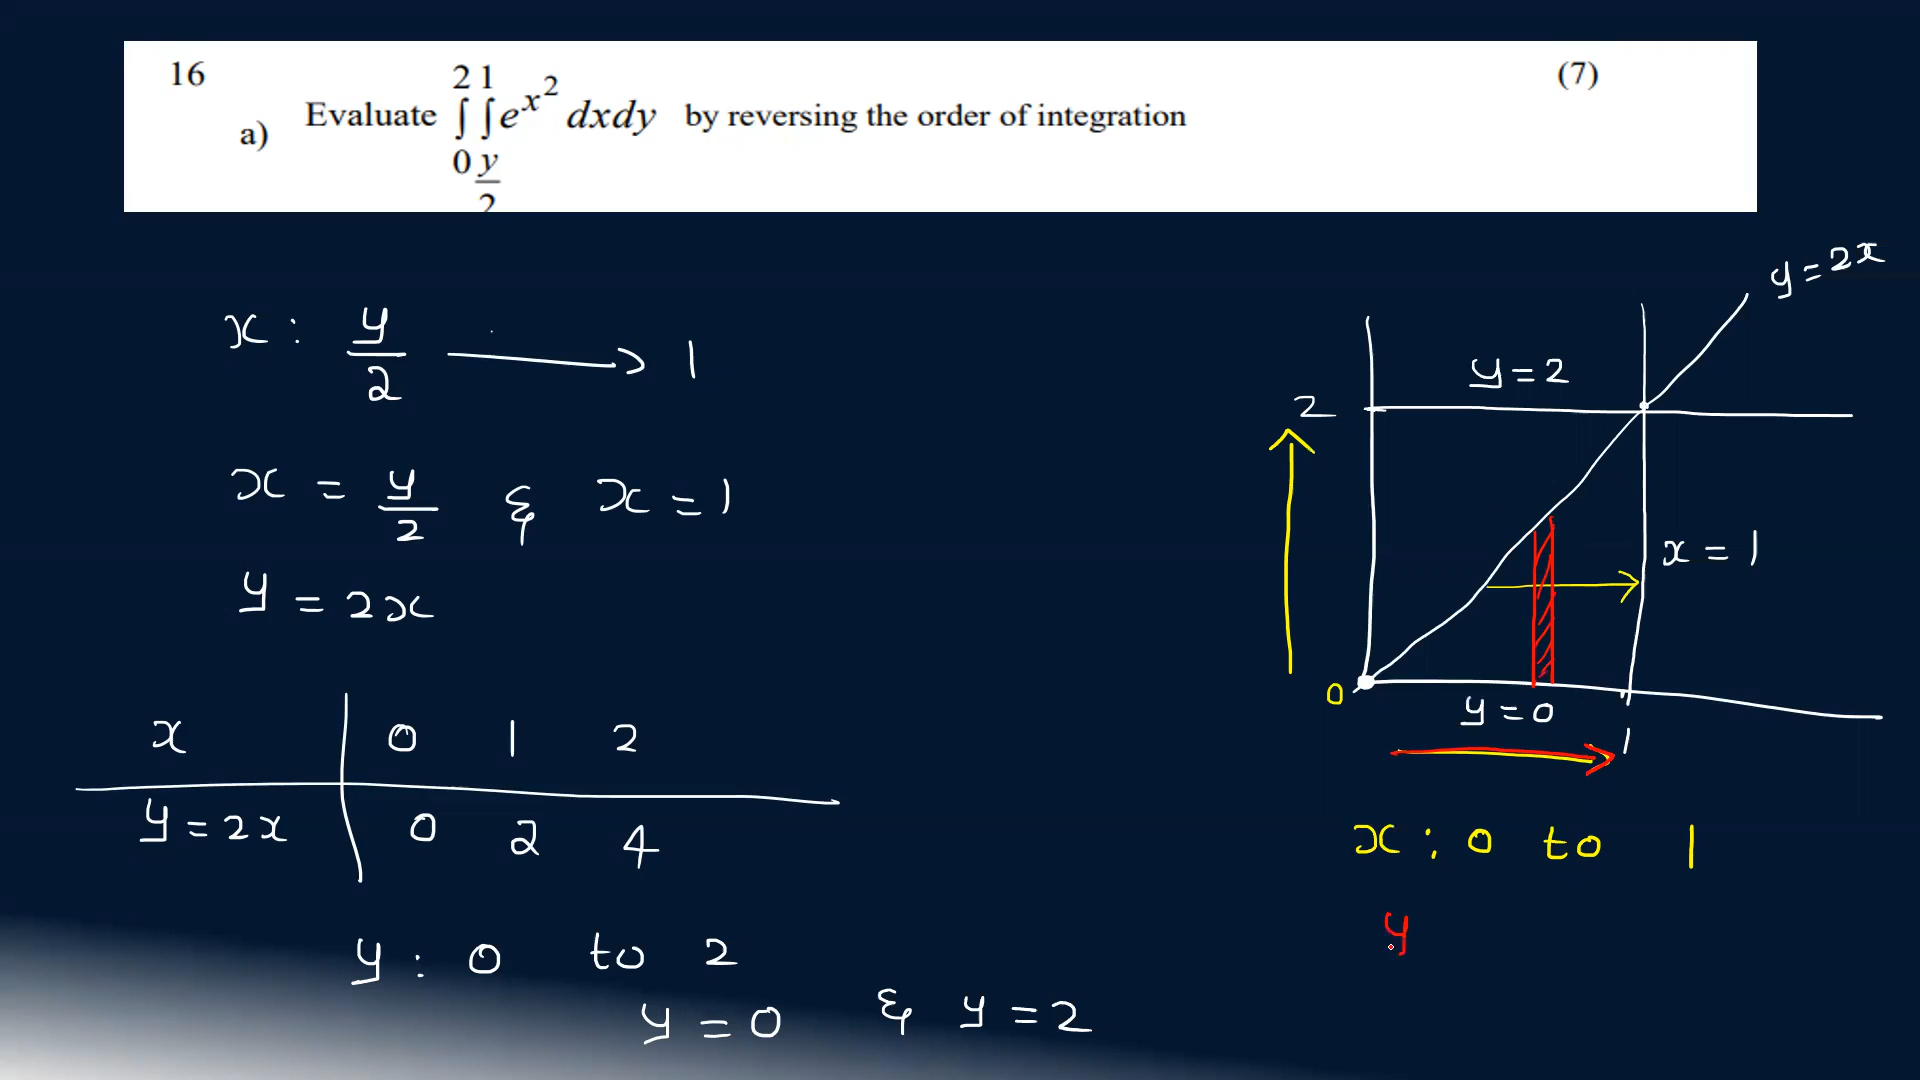 16
a) Evaluate ∫₀² ∫_{y/2}^{1} e^{x^2} dxdy by reversing the order of integration (7)
x : y/2 → 1
x = y/2 & x = 1
y = 2x
x | 0 1 2
y = 2x | 0 2 4
y : 0 to 2
y = 0 & y = 2
y = 2x
y = 2
2
x = 1
0
y = 0
1
x : 0 to 1
y